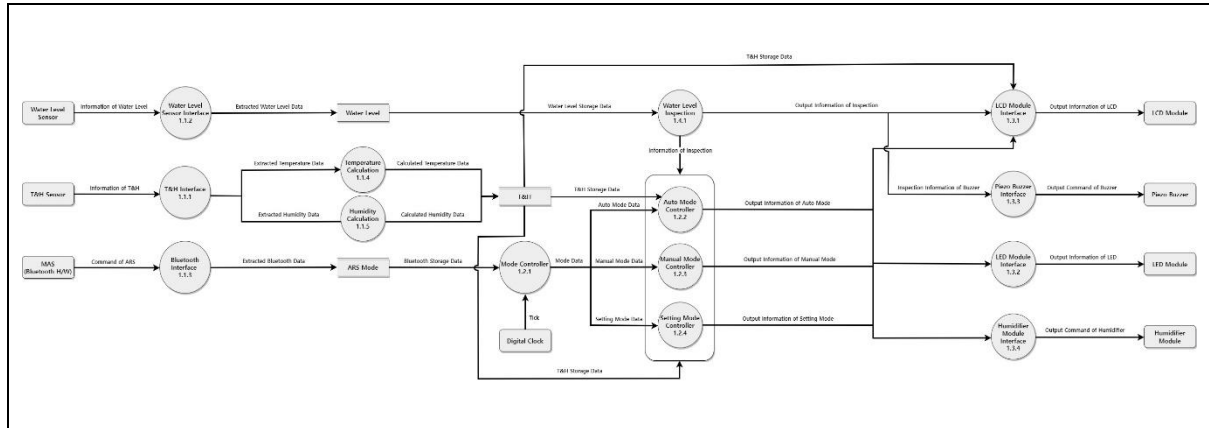 T&H Storage Data
Water Level
Sensor
Information of Water Level
Water Level
Sensor Interface
1.1.2
Extracted Water Level Data
Water Level
Water Level Storage Data
Water Level
Inspection
1.4.1
Output Information of Inspection
LCD Module
Interface
1.3.1
Output Information of LCD
LCD Module
Information of Inspection
T&H Sensor
Information of T&H
T&H Interface
1.1.1
Extracted Temperature Data
Temperature
Calculation
1.1.4
Calculated Temperature Data
Extracted Humidity Data
Humidity
Calculation
1.1.5
Calculated Humidity Data
T&H
T&H Storage Data
Auto Mode Data
Auto Mode
Controller
1.2.2
Output Information of Auto Mode
Inspection Information of Buzzer
Piezo Buzzer
Interface
1.3.3
Output Command of Buzzer
Piezo Buzzer
MAS
(Bluetooth H/W)
Command of ARS
Bluetooth
Interface
1.1.3
Extracted Bluetooth Data
ARS Mode
Bluetooth Storage Data
Mode Controller
1.2.1
Mode Data
Manual Mode Data
Manual Mode
Controller
1.2.3
Output Information of Manual Mode
LED Module
Interface
1.3.2
Output Information of LED
LED Module
Tick
Digital Clock
Setting Mode Data
Setting Mode
Controller
1.2.4
Output Information of Setting Mode
Humidifier
Module
Interface
1.3.4
Output Command of Humidifier
Humidifier
Module
T&H Storage Data